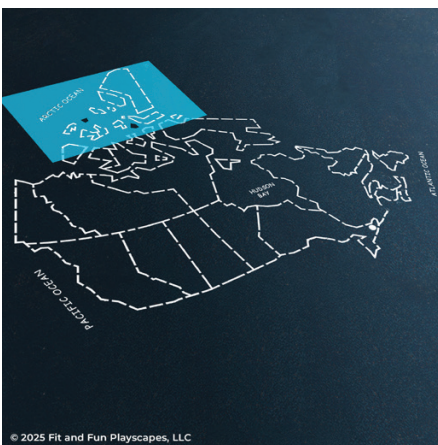 ARCTIC OCEAN
HUDSON
BAY
ATLANTIC OCEAN
PACIFIC OCEAN
© 2025 Fit and Fun Playscapes, LLC